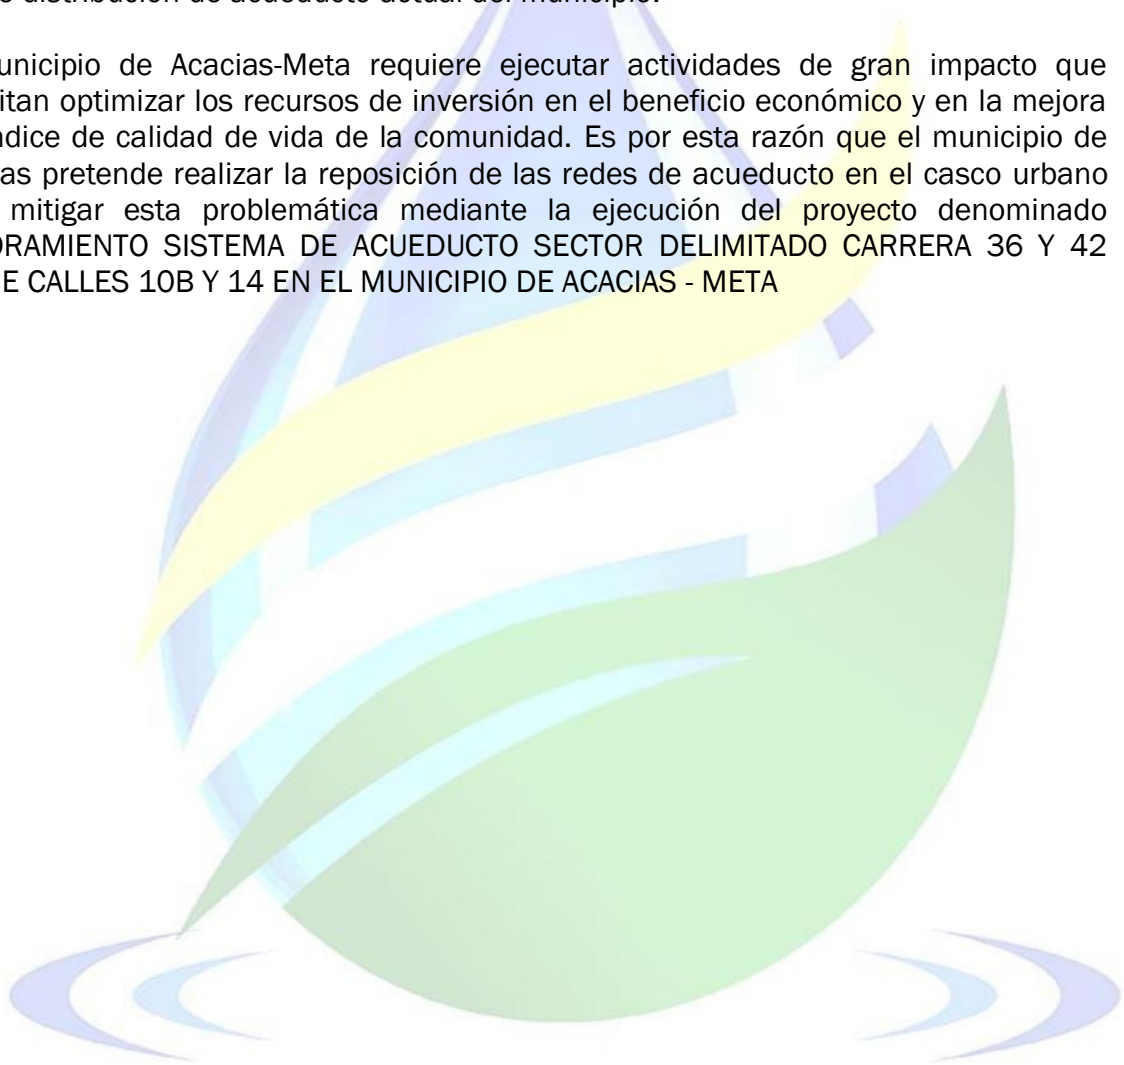 distribución de acueducto actual del municipio.
unicipio de Acacias-Meta requiere ejecutar actividades de gran impacto que
itan optimizar los recursos de inversión en el beneficio económico y en la mejora
ndice de calidad de vida de la comunidad. Es por esta razón que el municipio de
as pretende realizar la reposición de las redes de acueducto en el casco urbano
mitigar esta problemática mediante la ejecución del proyecto denominado
ORAMIENTO SISTEMA DE ACUEDUCTO SECTOR DELIMITADO CARRERA 36 Y 42
E CALLES 10B Y 14 EN EL MUNICIPIO DE ACACIAS - META